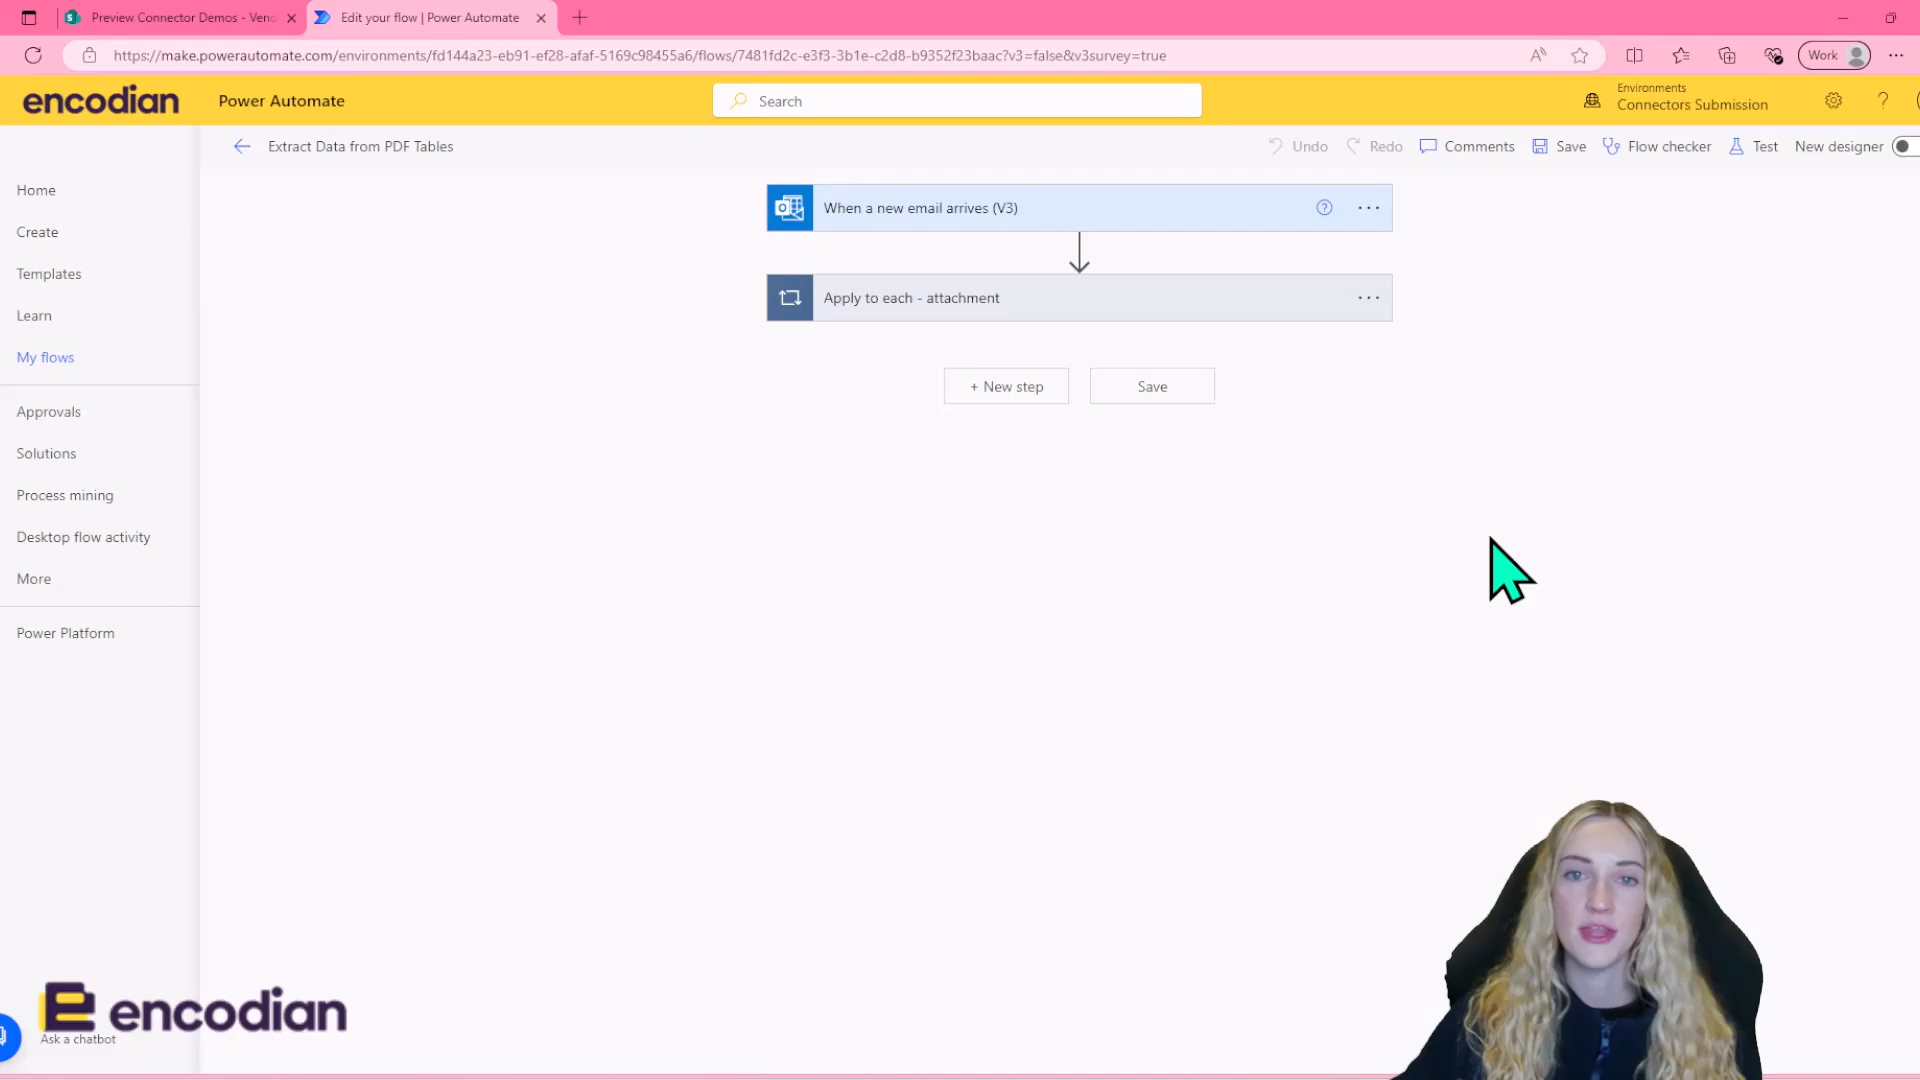 Preview Connector Demos - Vend
Edit your flow | Power Automate
https://make.powerautomate.com/environments/fd144a23-eb91-ef28-afaf-5169c98455a6/flows/7481fd2c-e3f3-3b1e-c2d8-b9352f23baac?v3=false&v3survey=true
Work
encodian
Power Automate
Search
Environments
Connectors Submission
Extract Data from PDF Tables
Undo
Redo
Comments
Save
Flow checker
Test
New designer
Home
Create
Templates
Learn
My flows
Approvals
Solutions
Process mining
Desktop flow activity
More
Power Platform
When a new email arrives (V3)
Apply to each - attachment
+ New step
Save
encodian
Ask a chatbot